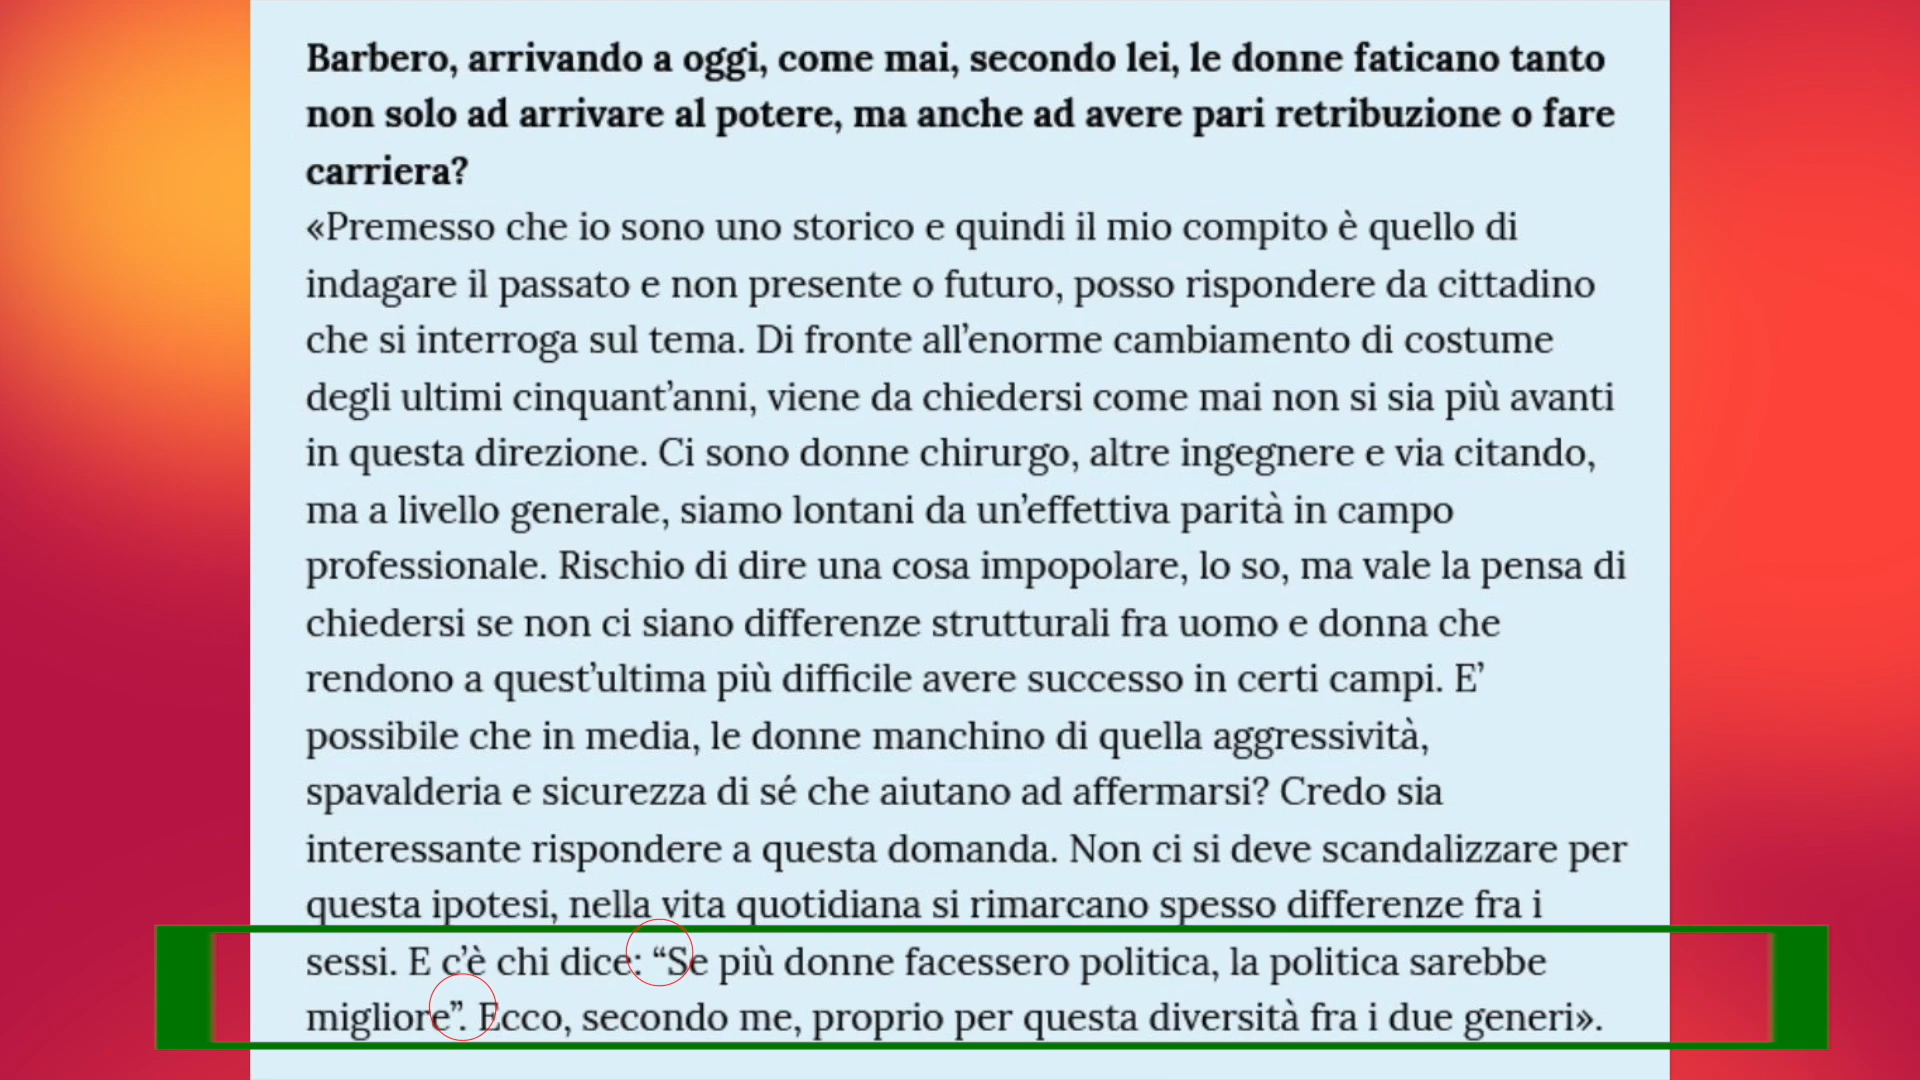 Barbero, arrivando a oggi, come mai, secondo lei, le donne faticano tanto
non solo ad arrivare al potere, ma anche ad avere pari retribuzione o fare
carriera?
«Premesso che io sono uno storico e quindi il mio compito è quello di
indagare il passato e non presente o futuro, posso rispondere da cittadino
che si interroga sul tema. Di fronte all’enorme cambiamento di costume
degli ultimi cinquant’anni, viene da chiedersi come mai non si sia più avanti
in questa direzione. Ci sono donne chirurgo, altre ingegnere e via citando,
ma a livello generale, siamo lontani da un’effettiva parità in campo
professionale. Rischio di dire una cosa impopolare, lo so, ma vale la pensa di
chiedersi se non ci siano differenze strutturali fra uomo e donna che
rendono a quest’ultima più difficile avere successo in certi campi. E’
possibile che in media, le donne manchino di quella aggressività,
spavalderia e sicurezza di sé che aiutano ad affermarsi? Credo sia
interessante rispondere a questa domanda. Non ci si deve scandalizzare per
questa ipotesi, nella vita quotidiana si rimarcano spesso differenze fra i
sessi. E c’è chi dice: “Se più donne facessero politica, la politica sarebbe
migliore”. Ecco, secondo me, proprio per questa diversità fra i due generi».